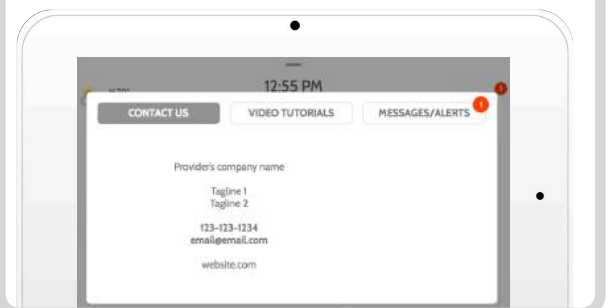 12:55 PM
1
CONTACT US
VIDEO TUTORIALS
MESSAGES/ALERTS
1
Provider's company name
Tagline 1
Tagline 2
123-123-1234
email@email.com
website.com